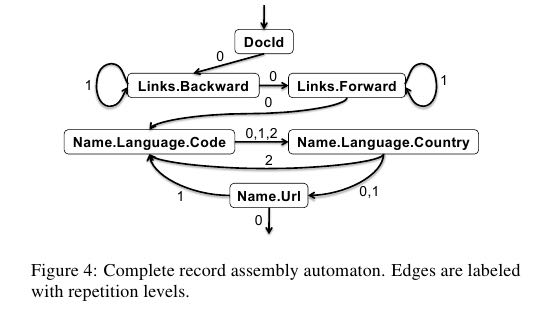 DocId
0
1 Links.Backward 0 Links.Forward 1
0
Name.Language.Code 0,1,2 Name.Language.Country
2
1 Name.Url 0,1
0
Figure 4: Complete record assembly automaton. Edges are labeled
with repetition levels.